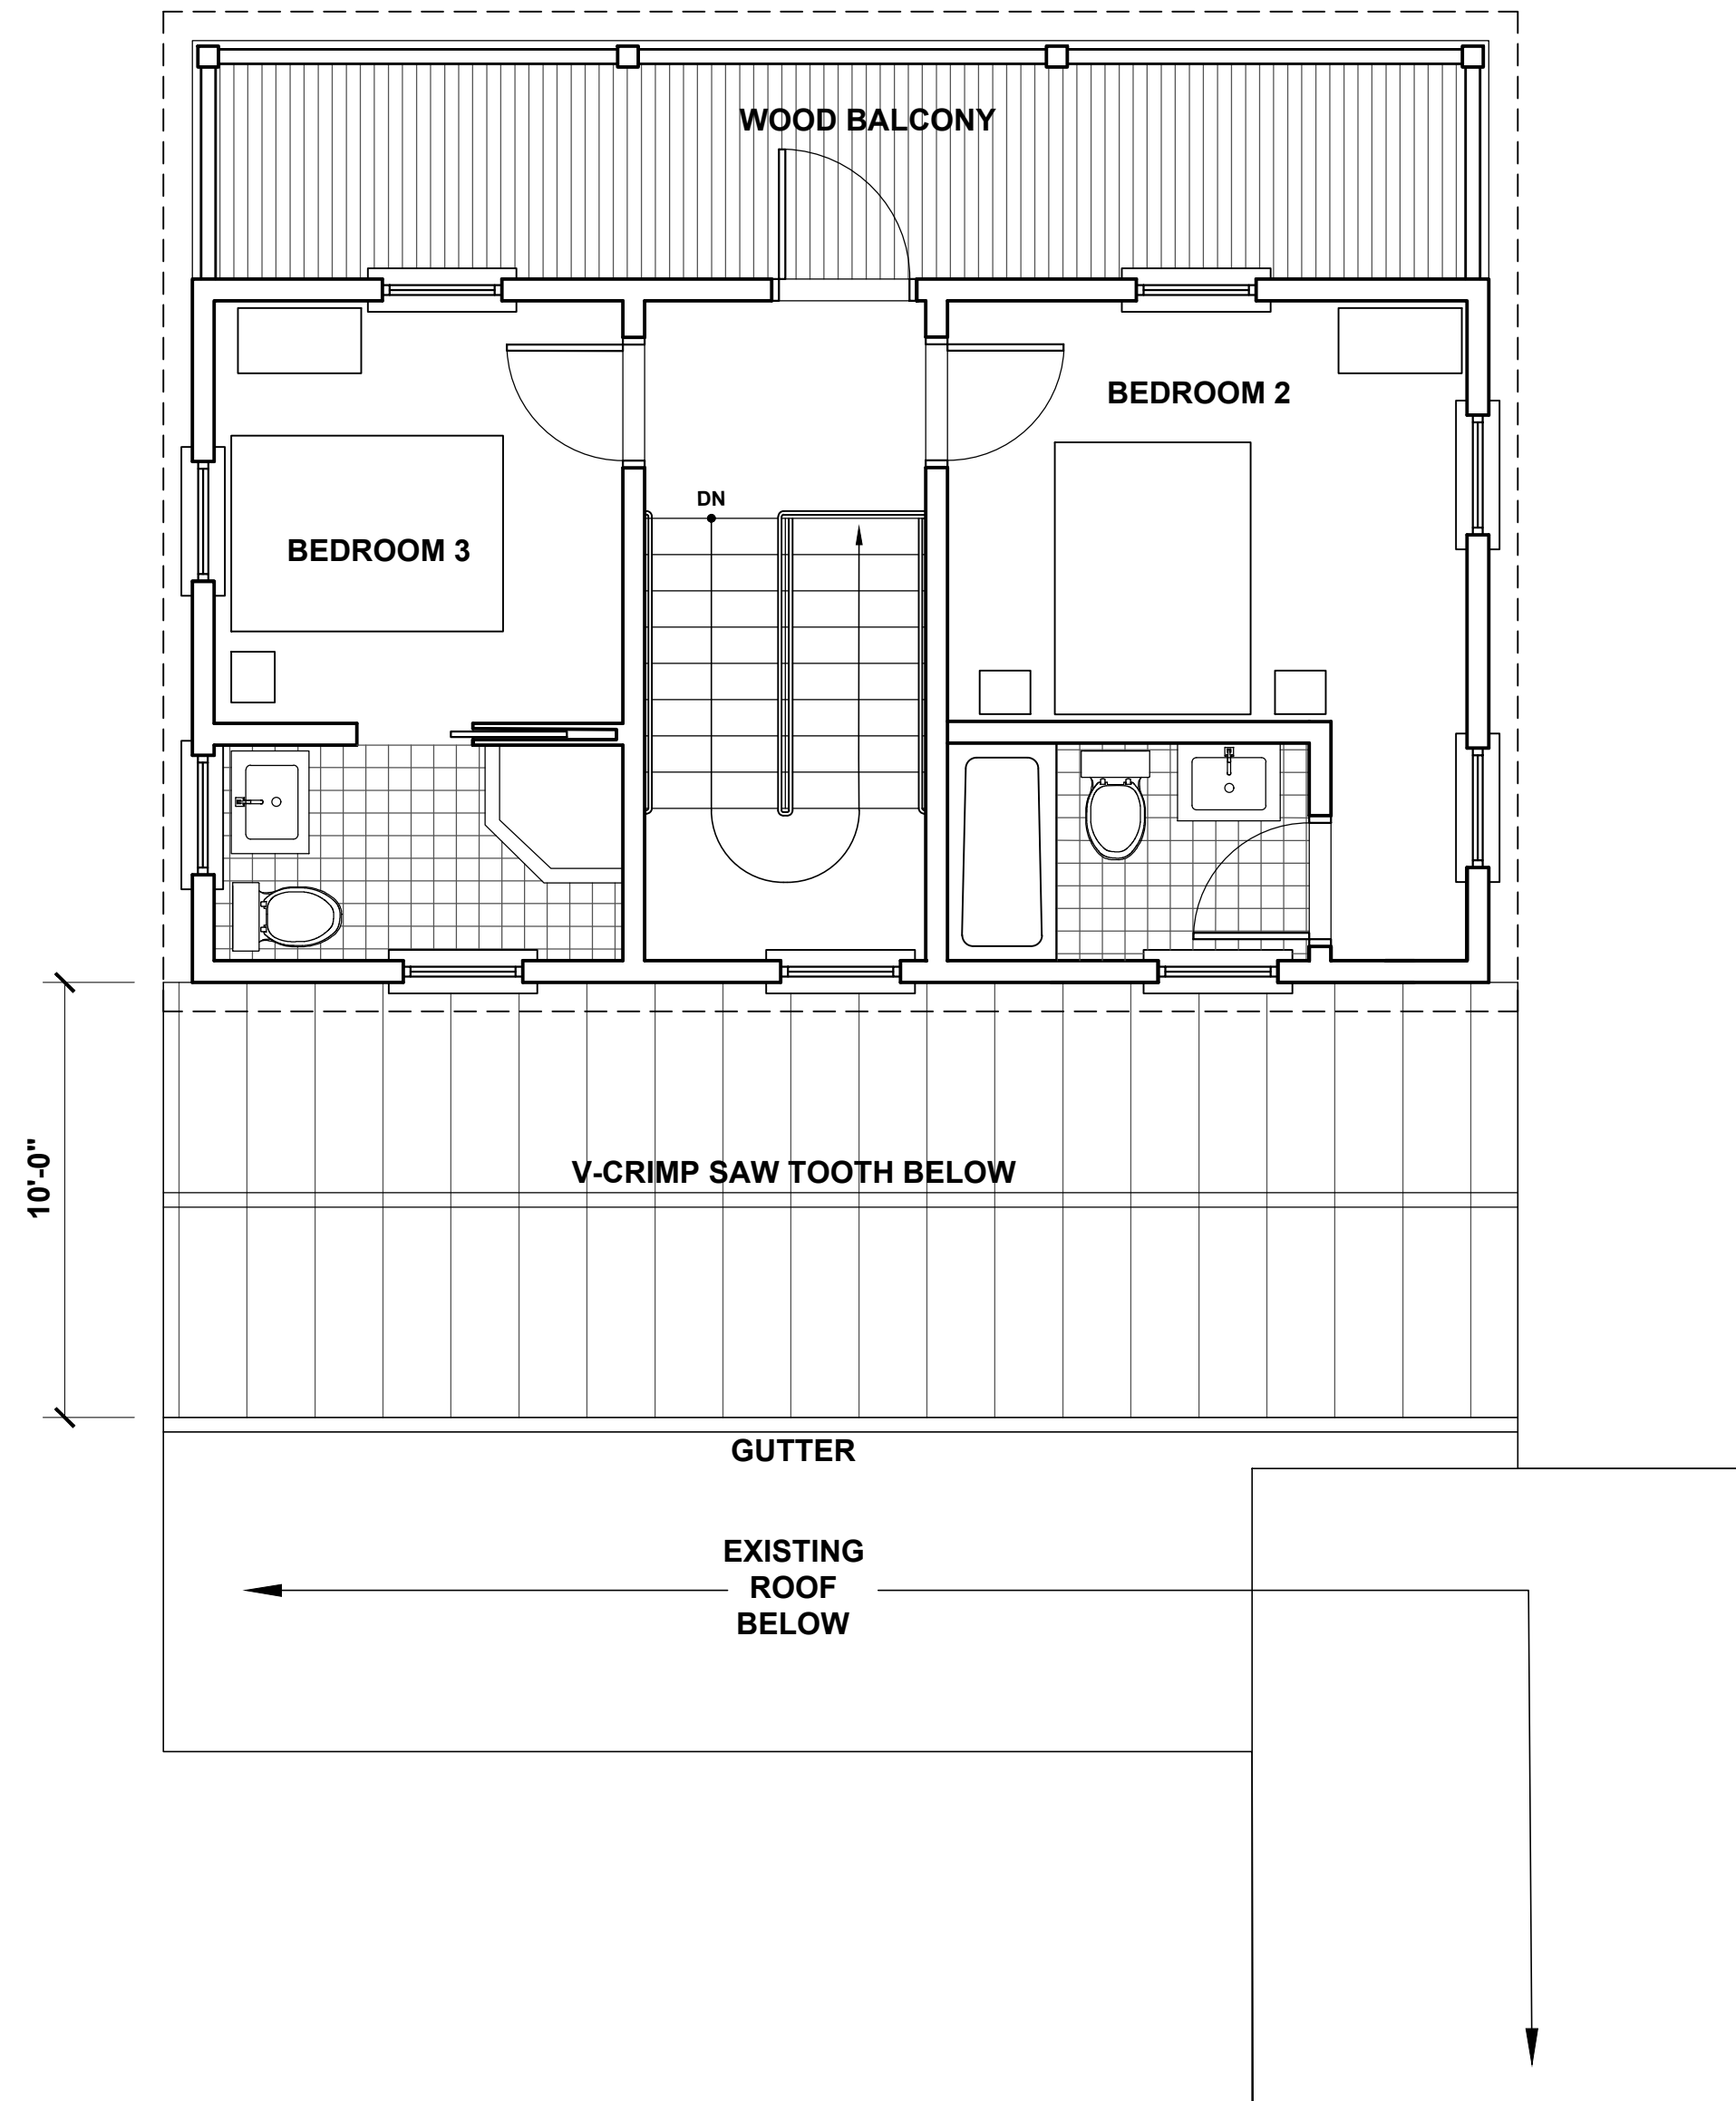 WOOD BALCONY
BEDROOM 2
DN
BEDROOM 3
10'-0"
V-CRIMP SAW TOOTH BELOW
GUTTER
EXISTING
ROOF
BELOW